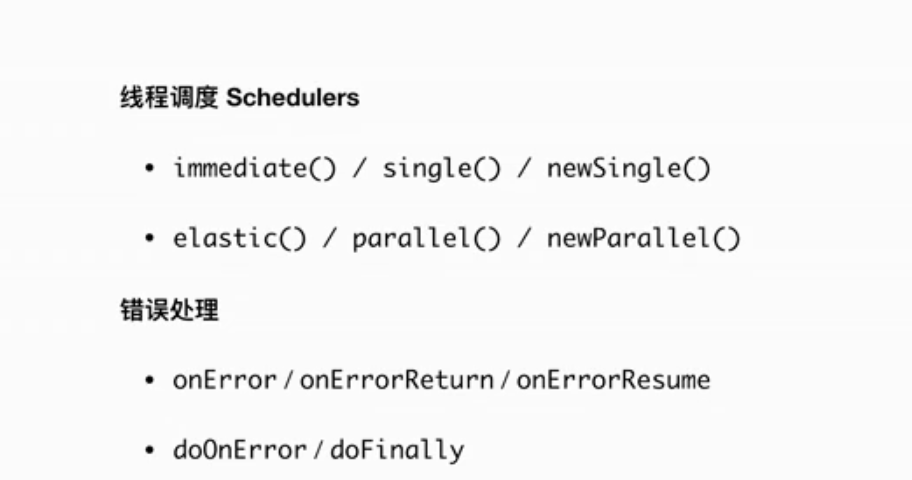 线程调度 Schedulers
• immediate() / single() / newSingle()
• elastic() / parallel() / newParallel()
错误处理
• onError / onErrorReturn / onErrorResume
• doOnError / doFinally